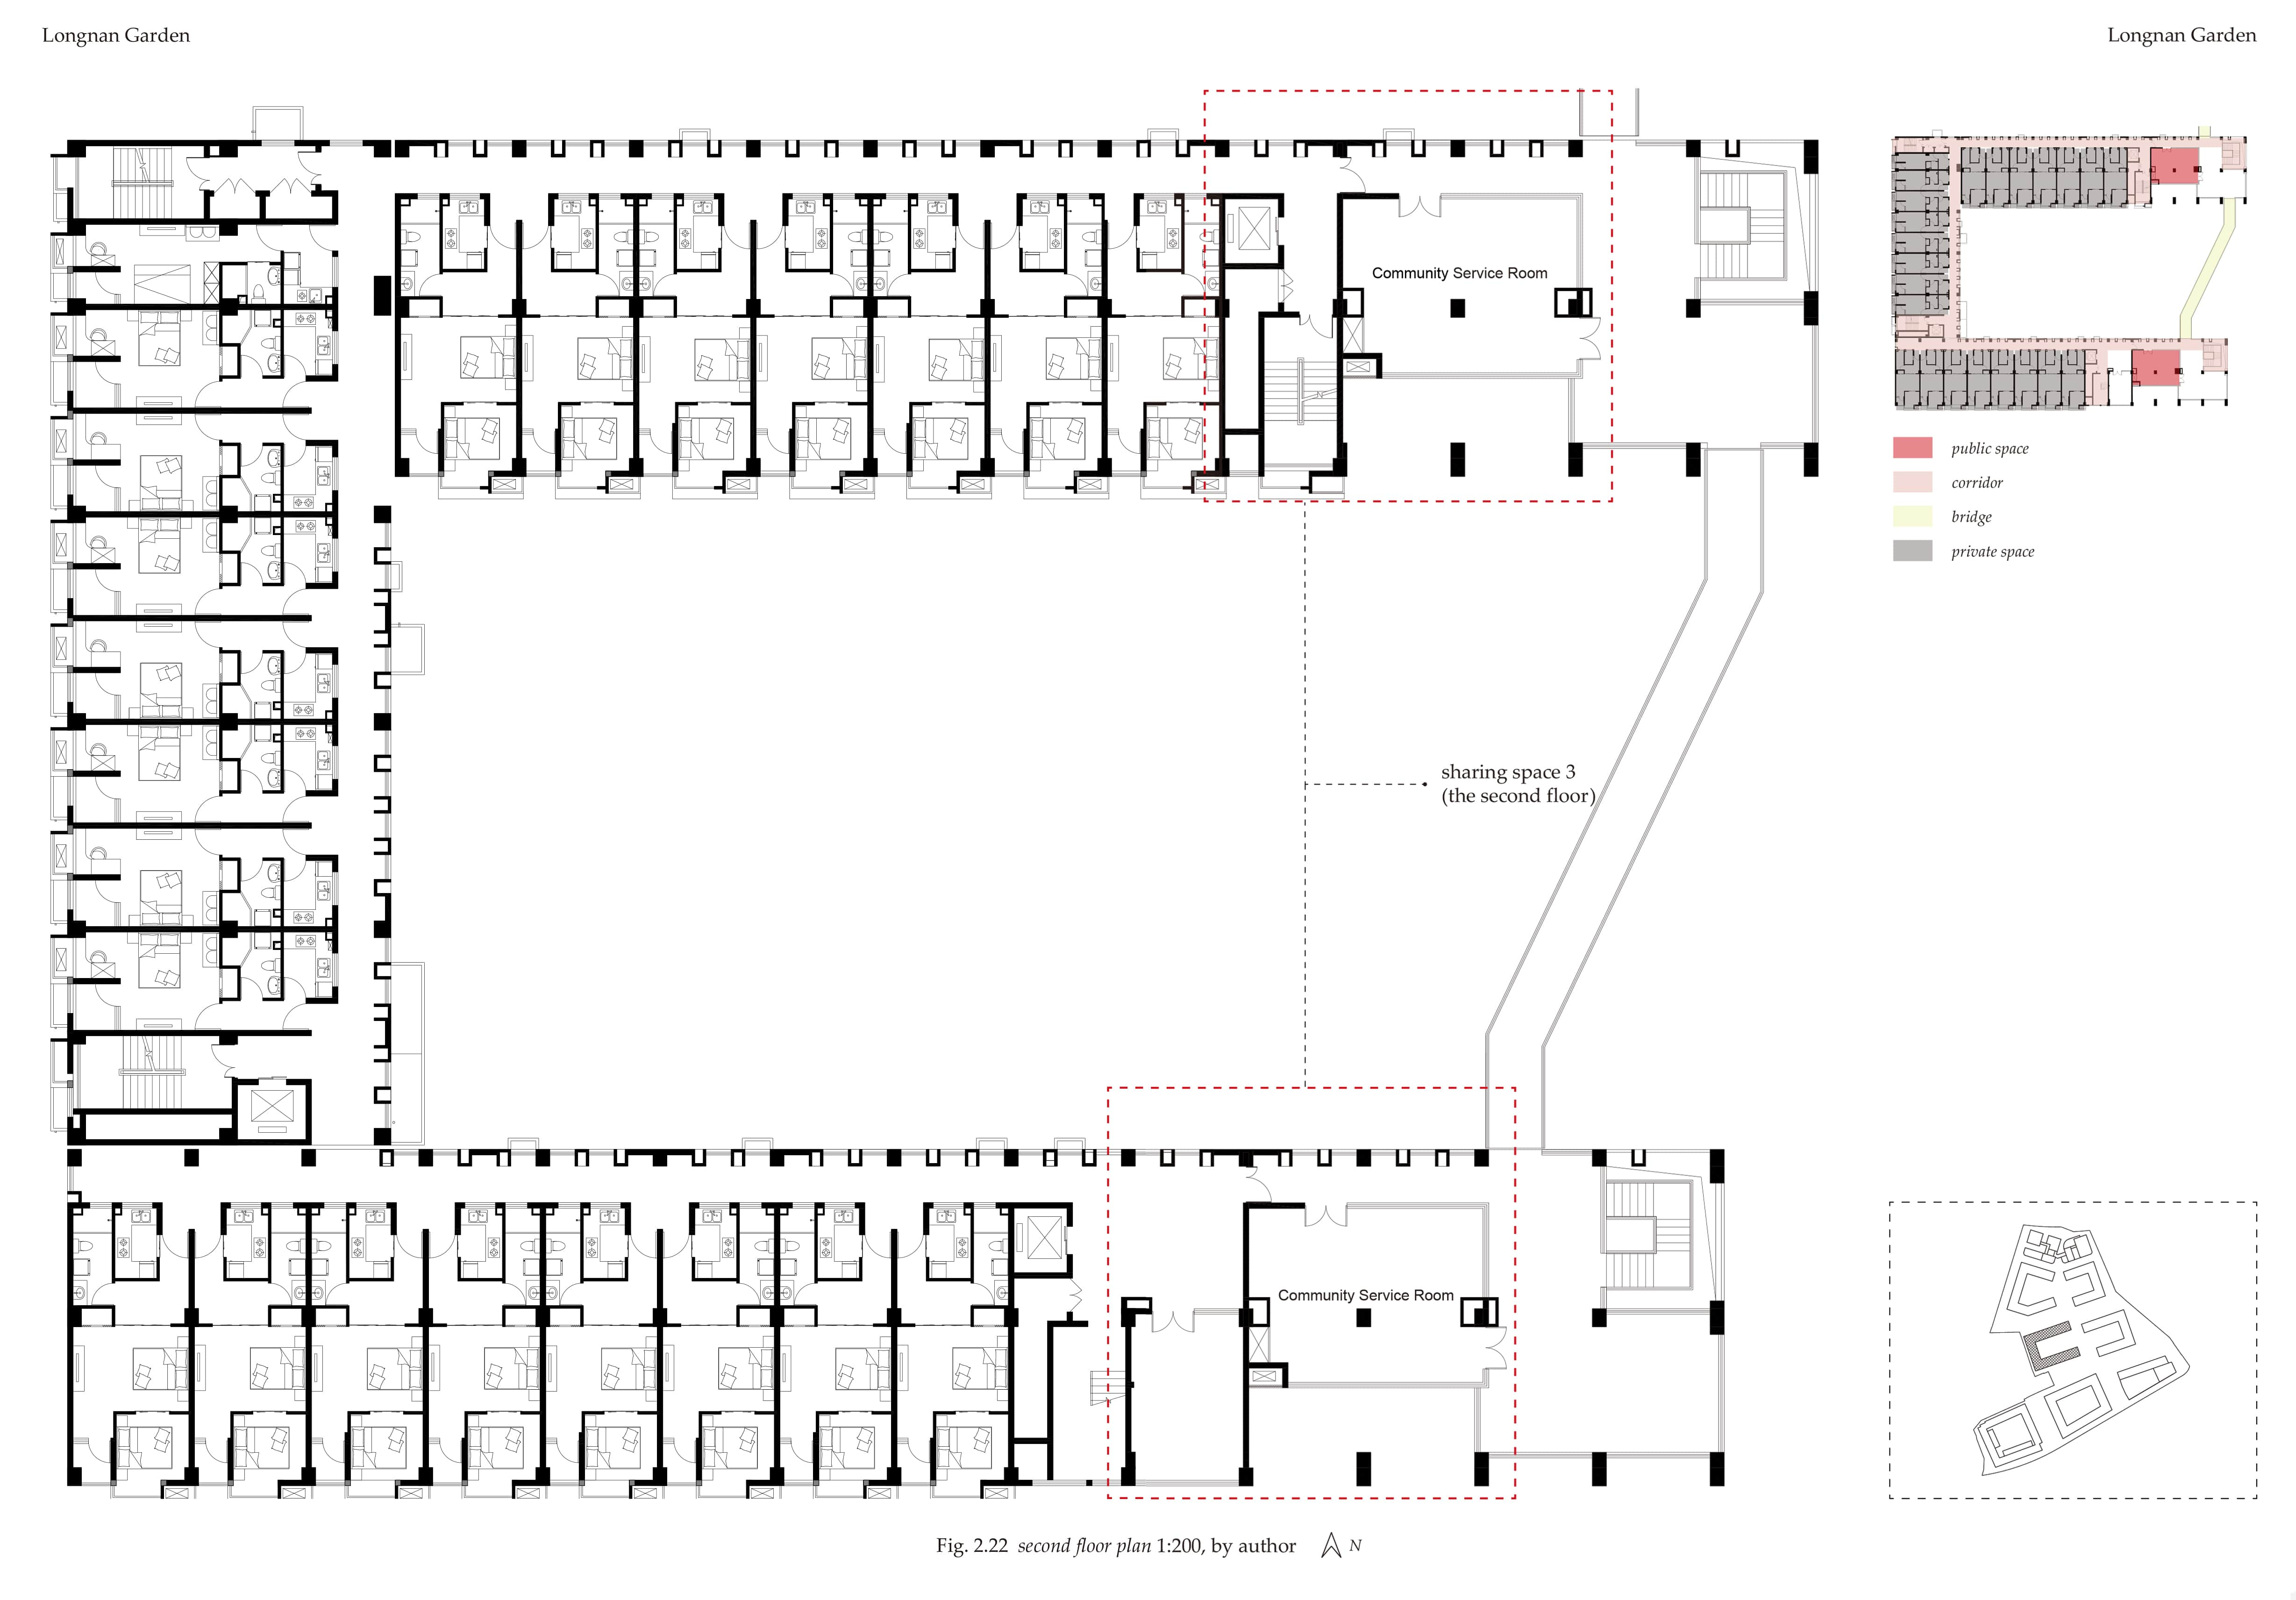 Longnan Garden
Longnan Garden
Community Service Room
public space
corridor
bridge
private space
sharing space 3
(the second floor)
Community Service Room
Fig. 2.22 second floor plan 1:200, by author N